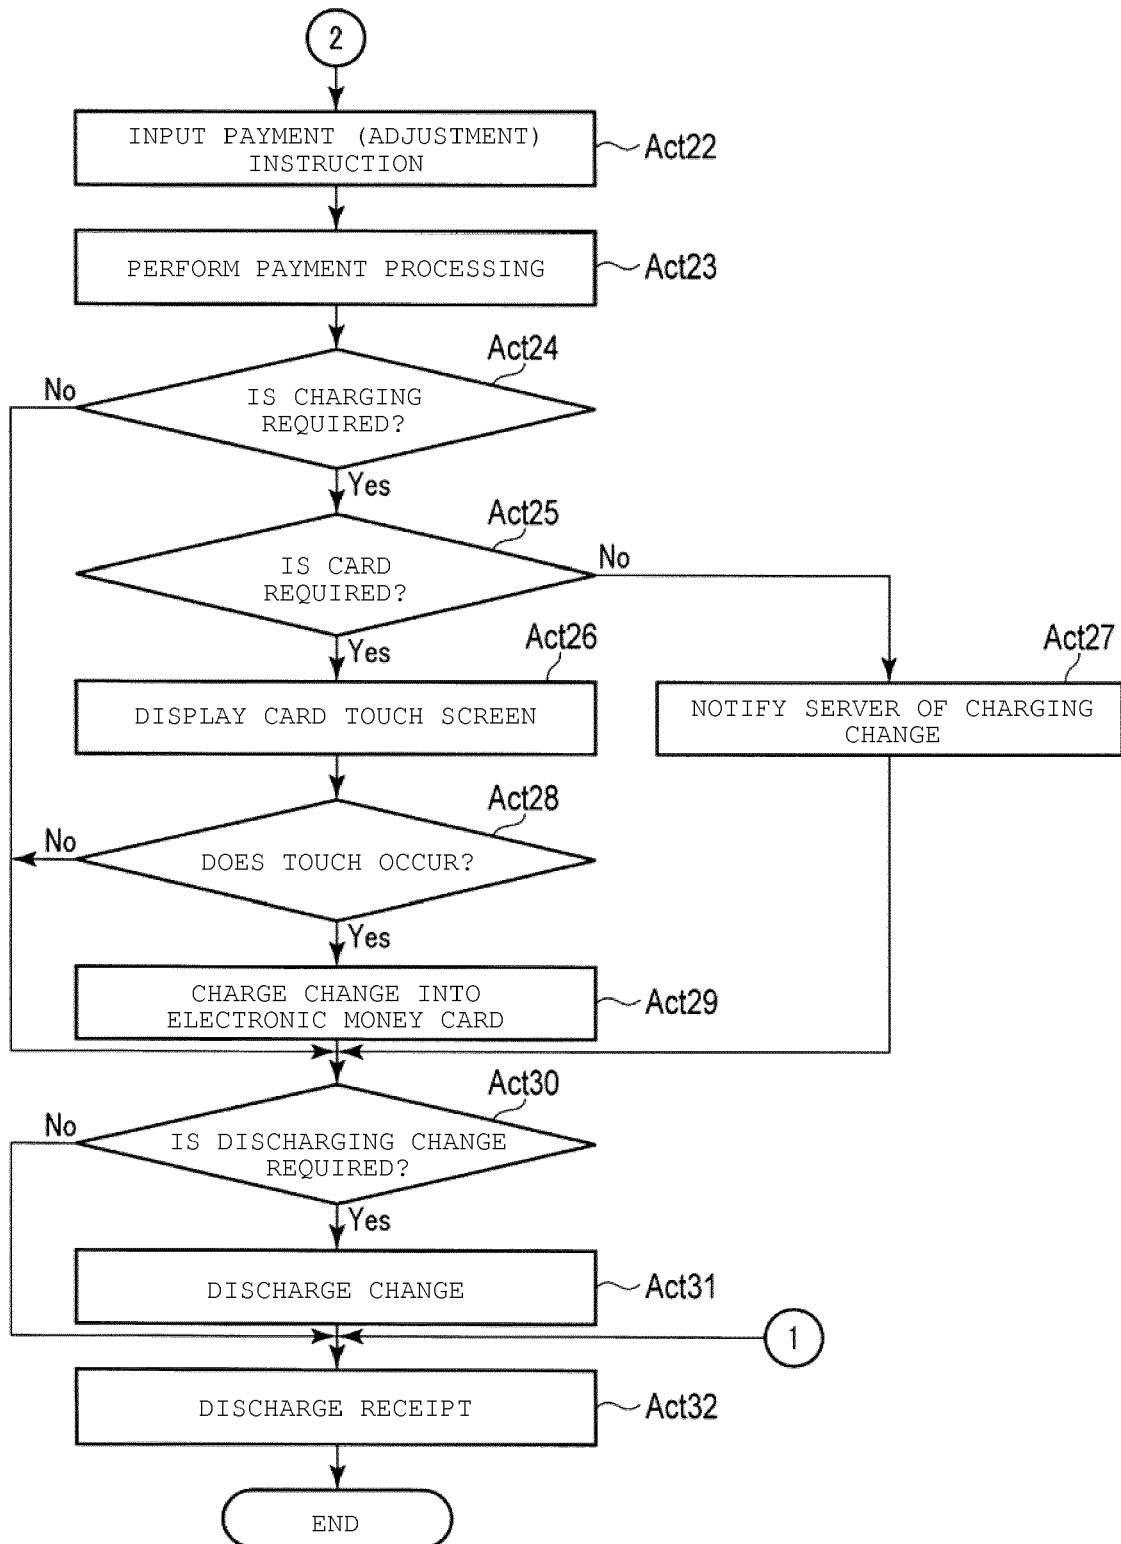 2
INPUT PAYMENT (ADJUSTMENT)
INSTRUCTION
Act22
PERFORM PAYMENT PROCESSING
Act23
Act24
No
IS CHARGING
REQUIRED?
Yes
Act25
IS CARD
REQUIRED?
No
Yes
Act26
DISPLAY CARD TOUCH SCREEN
Act27
NOTIFY SERVER OF CHARGING
CHANGE
Act28
No
DOES TOUCH OCCUR?
Yes
CHARGE CHANGE INTO
ELECTRONIC MONEY CARD
Act29
Act30
No
IS DISCHARGING CHANGE
REQUIRED?
Yes
DISCHARGE CHANGE
Act31
1
DISCHARGE RECEIPT
Act32
END